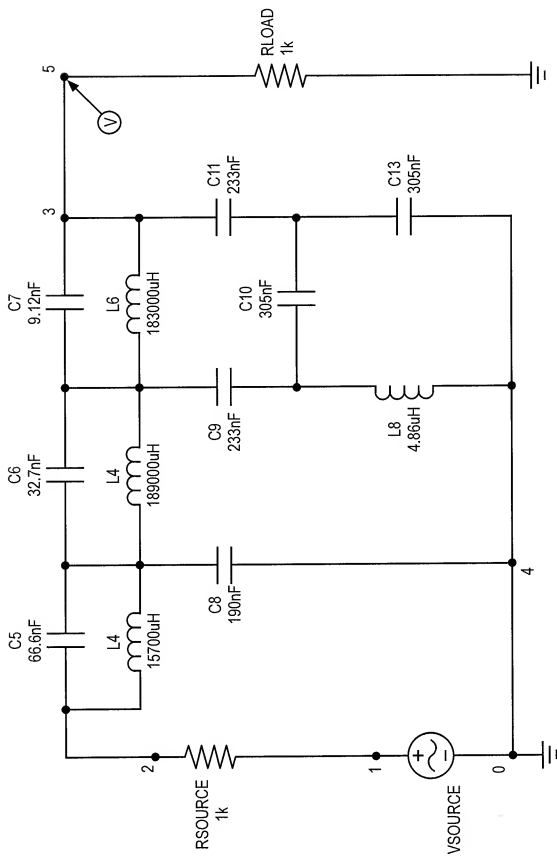 C5
66.6nF
C6
32.7nF
C7
9.12nF
5
3
V
L4
15700uH
L4
189000uH
L6
183000uH
RLOAD
1k
2
RSOURCE
1k
C8
190nF
C9
233nF
C11
233nF
C10
305nF
C13
305nF
L8
4.86uH
1
VSOURCE
+
–
0
4